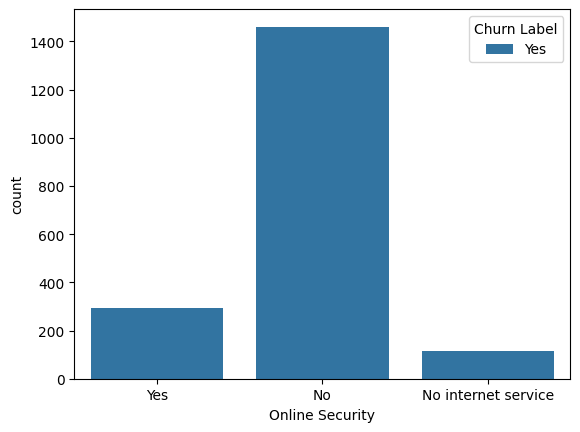 Churn Label
Yes
1400
1200
1000
800
600
400
200
0
count
Yes No No internet service
Online Security